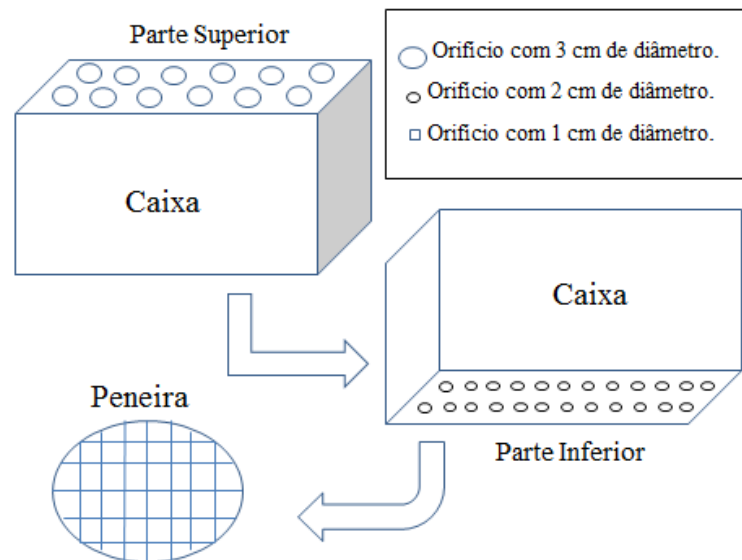 Parte Superior
Orifício com 3 cm de diâmetro.
Orifício com 2 cm de diâmetro.
Orifício com 1 cm de diâmetro.
Caixa
Caixa
Peneira
Parte Inferior